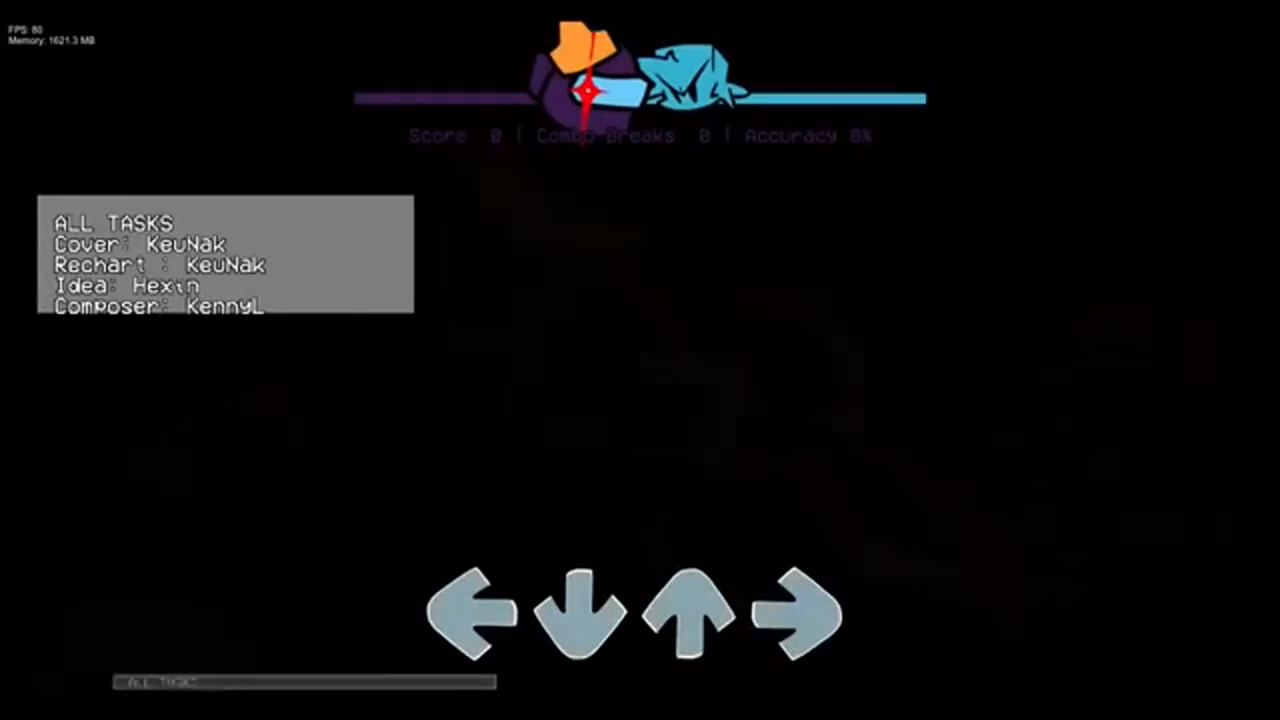 FPS: 60
Memory: 1621.3 MB
Score 0 | Combo Breaks 0 | Accuracy 0%
ALL TASKS
Cover: KeuNak
Rechart : KeuNak
Idea: Hexin
Composer: KennyL
ALL TASKS